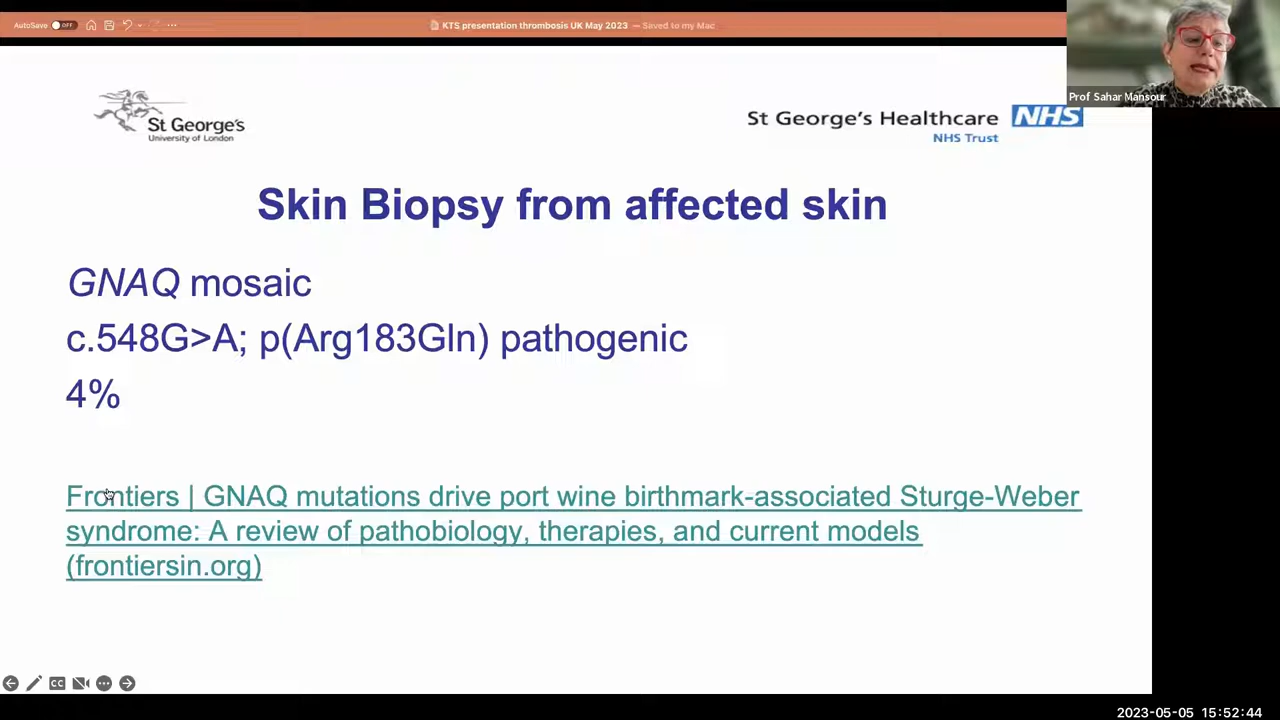 AutoSave OFF
KTS presentation thrombosis UK May 2023 — Saved to my Mac
Prof Sahar Mansour
St George's
University of London
St George's Healthcare NHS
NHS Trust
Skin Biopsy from affected skin
GNAQ mosaic
c.548G>A; p(Arg183Gln) pathogenic
4%
Frontiers | GNAQ mutations drive port wine birthmark-associated Sturge-Weber
syndrome: A review of pathobiology, therapies, and current models
(frontiersin.org)
CC
2023-05-05 15:52:44